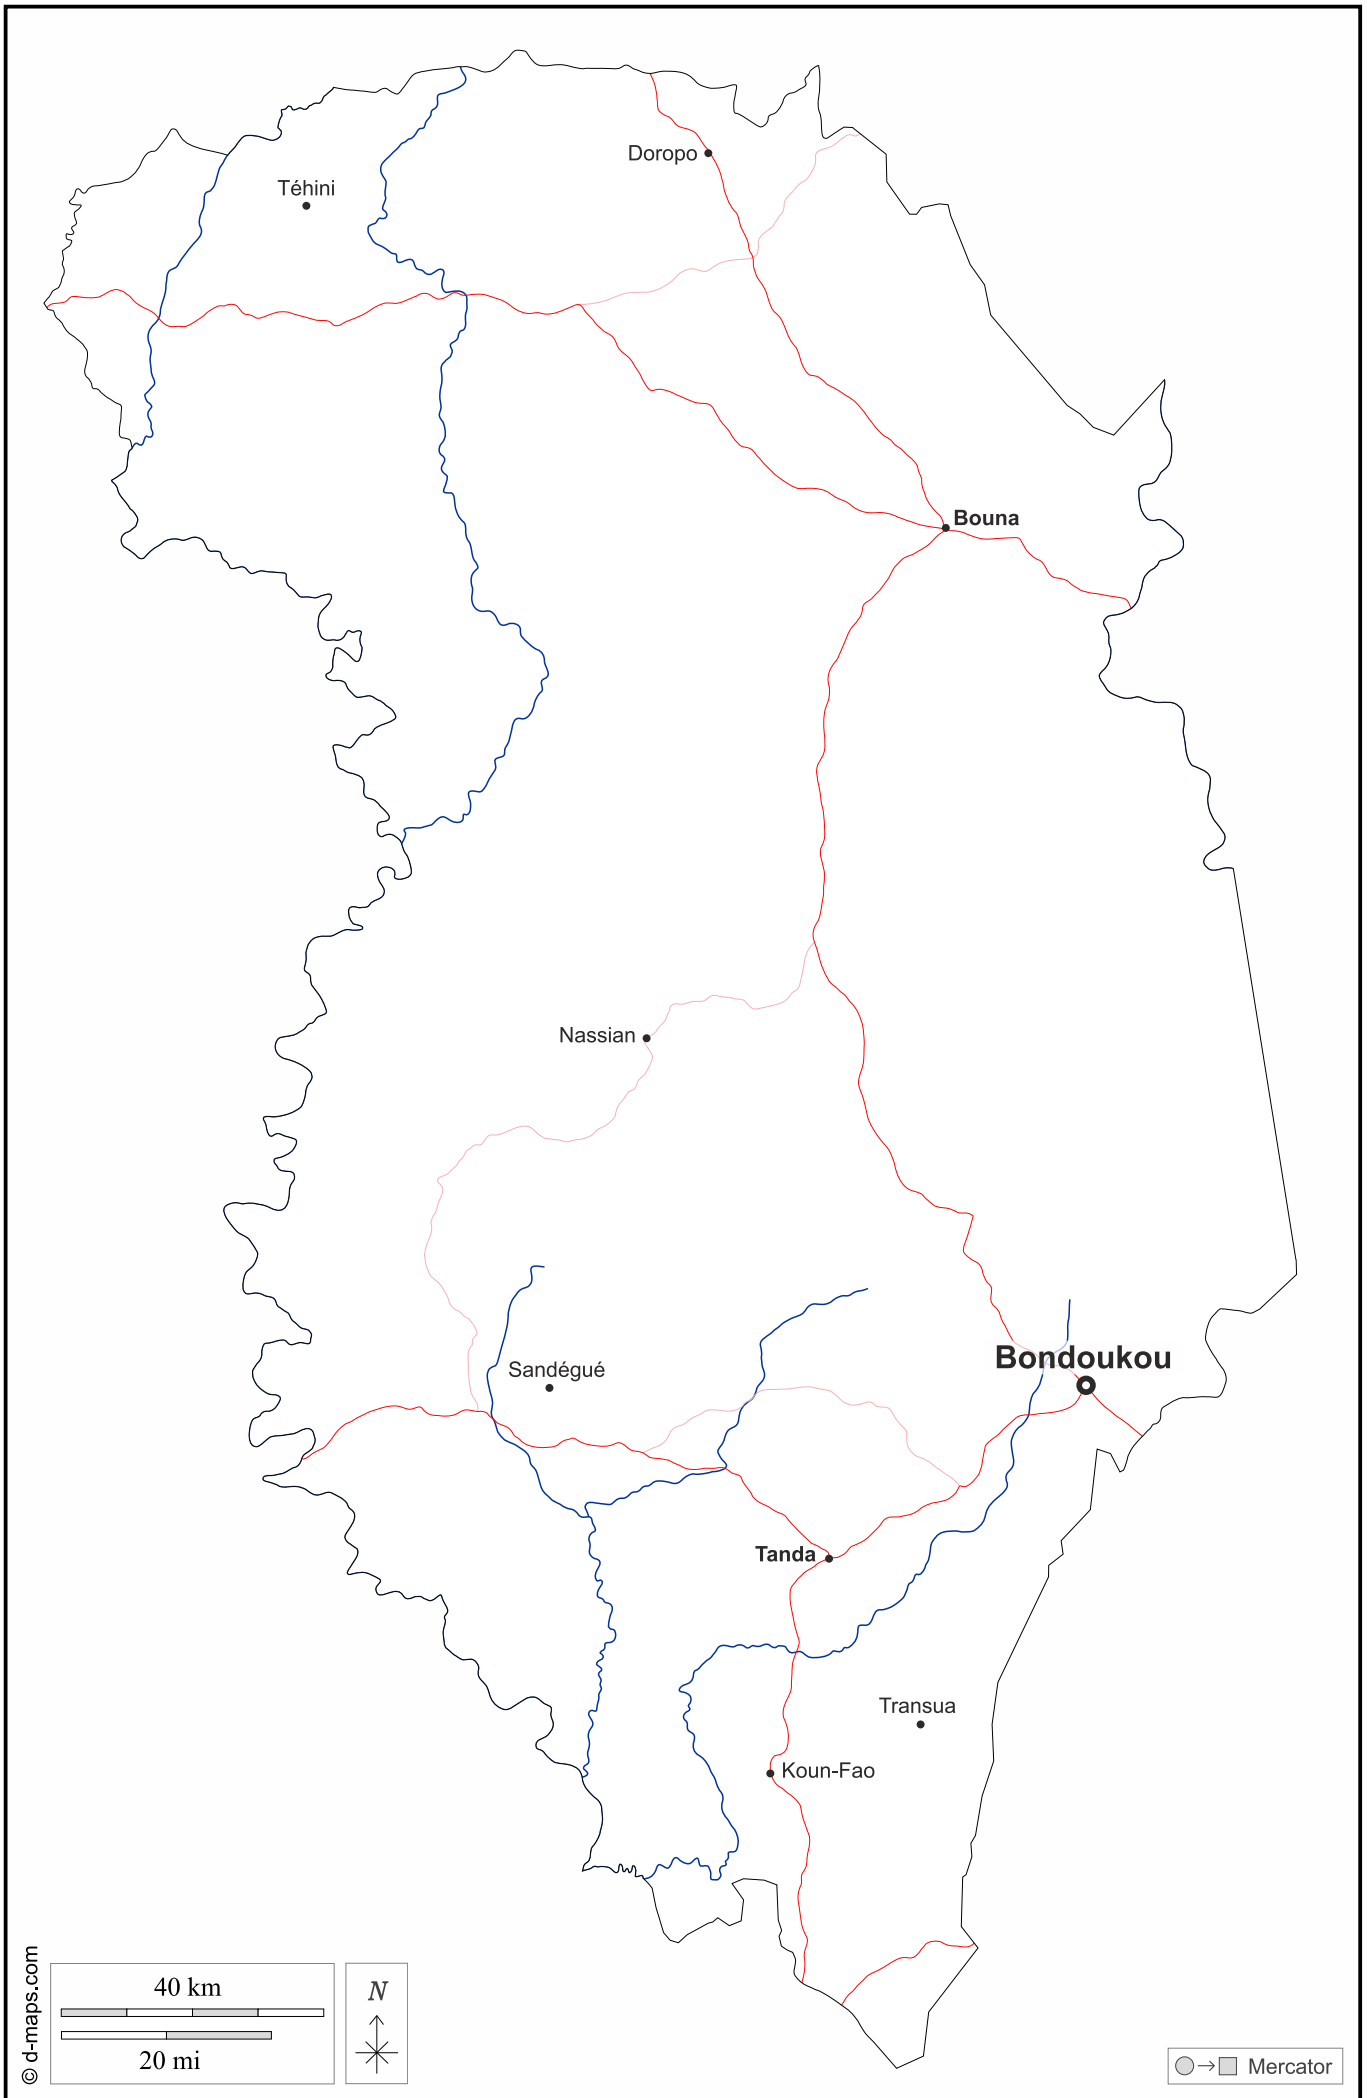 Doropo
Téhini
Bouna
Nassian
Bondoukou
Sandégué
Tanda
Transua
Koun-Fao
© d-maps.com
40 km
20 mi
N
Mercator